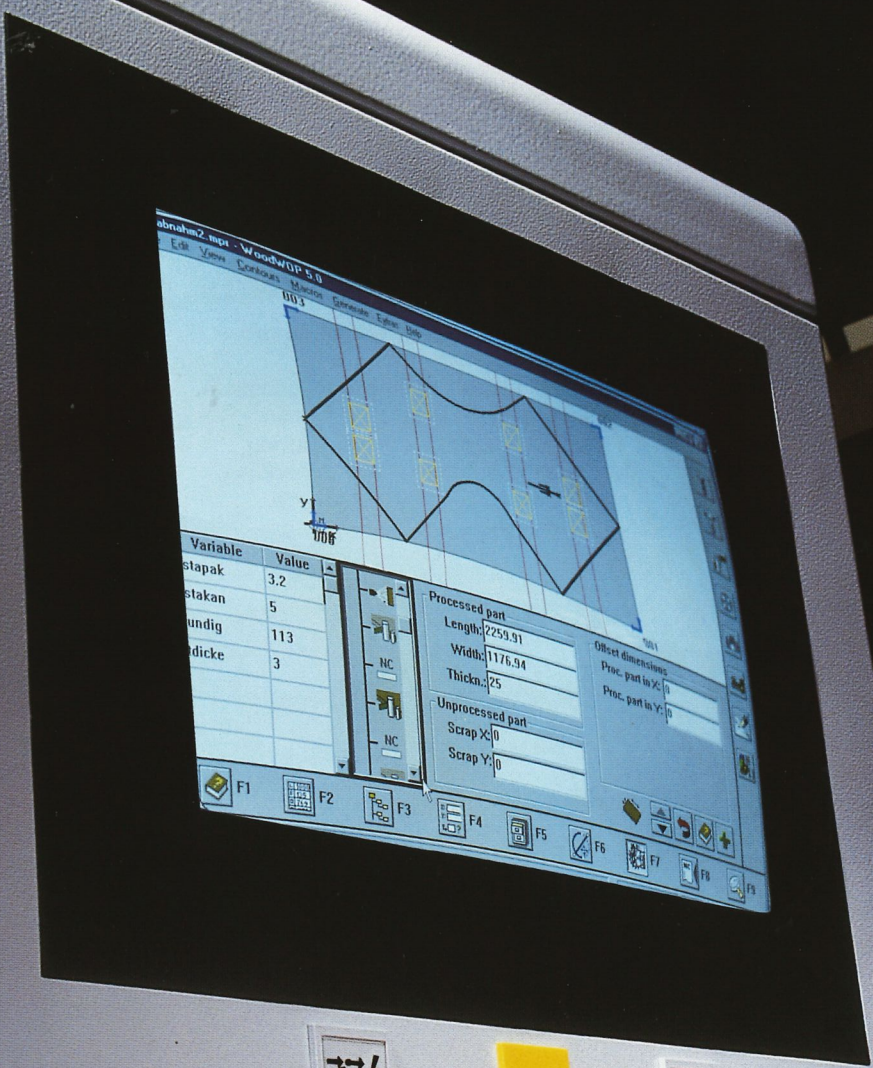 abnahm2.mpr - WoodWOP 5.0
Edit View Contours Macros Generate Extras Help
003
Y
Variable Value
stapak 3.2
stakan 5
undig 113
dicke 3
NC
NC
Processed part
Length: 2259.91
Width: 1176.94
Thickn.: 25
Unprocessed part
Scrap X: 0
Scrap Y: 0
Offset dimensions
Proc. part in X: 0
Proc. part in Y: 0
F1 F2 F3 F4 F5 F6 F7 F8 F9